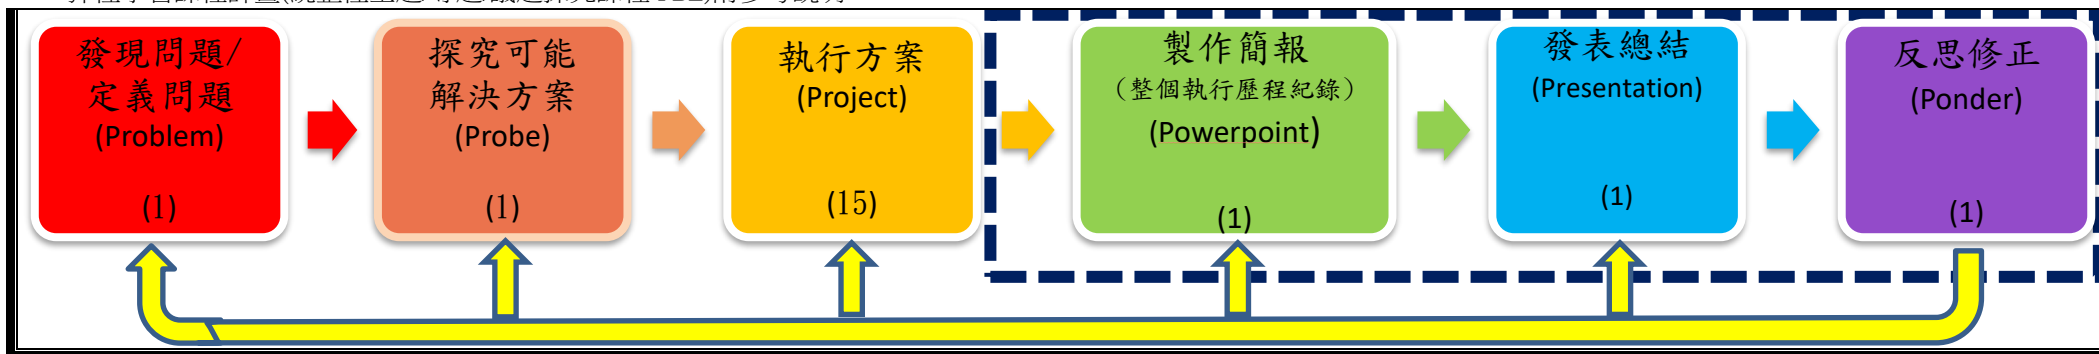 發現問題/
定義問題
(Problem)
(1)
探究可能
解決方案
(Probe)
(1)
執行方案
(Project)
(15)
製作簡報
（整個執行歷程紀錄）
(Powerpoint)
(1)
發表總結
(Presentation)
(1)
反思修正
(Ponder)
(1)